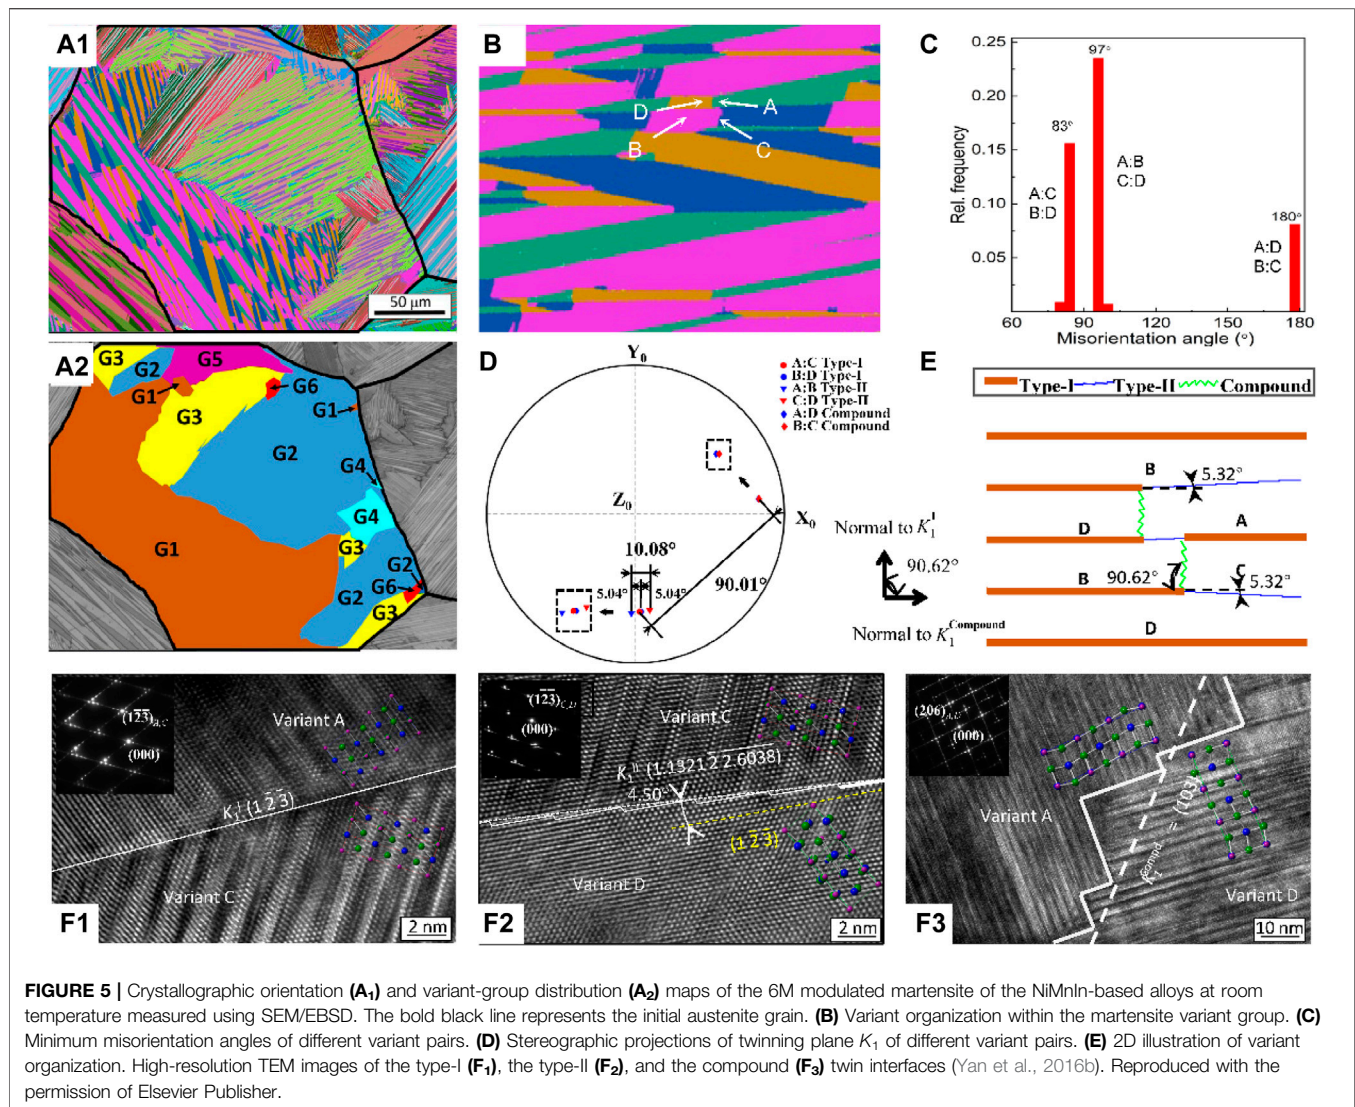 A1
50 μm
B
D
A
B
C
C
Rel. frequency
0.25
0.20
0.15
0.10
0.05
97°
83°
A:B
C:D
A:C
B:D
180°
A:D
B:C
60
90
120
150
180
Misorientation angle (°)
A2
G3
G2
G5
G1
G6
G3
G1
G2
G4
G4
G1
G3
G2
G6
G2
G3
D
Y0
A:C Type-I
B:D Type-I
A:B Type-II
C:D Type-II
A:D Compound
B:C Compound
Z0
X0
10.08°
5.04°
5.04°
90.01°
E
Type-I
Type-II
Compound
B
5.32°
Normal to K1^I
D
A
90.62°
B
90.62°
C
5.32°
Normal to K1^Compound
D
(1̄2̄3̄)A,C
(000)
Variant A
K1^I (1 2̄ 3̄)
Variant C
F1
2 nm
(1̄2̄3)C,D
(000)
Variant C
4.50°
(1 2̄ 3̄)
Variant D
F2
2 nm
(000)
Variant A
Variant D
F3
10 nm
FIGURE 5 | Crystallographic orientation (A1) and variant-group distribution (A2) maps of the 6M modulated martensite of the NiMnIn-based alloys at room
temperature measured using SEM/EBSD. The bold black line represents the initial austenite grain. (B) Variant organization within the martensite variant group. (C)
Minimum misorientation angles of different variant pairs. (D) Stereographic projections of twinning plane K1 of different variant pairs. (E) 2D illustration of variant
organization. High-resolution TEM images of the type-I (F1), the type-II (F2), and the compound (F3) twin interfaces (Yan et al., 2016b). Reproduced with the
permission of Elsevier Publisher.